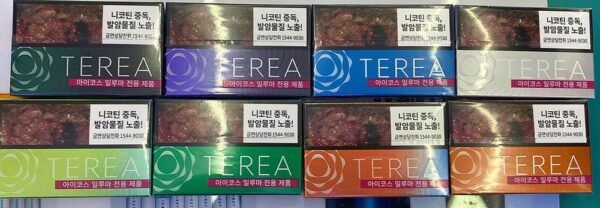 니코틴 중독,
발암물질 노출!
금연상담전화 1544-9030
TEREA
아이코스 일루마 전용 제품
니코틴 중독,
발암물질 노출!
금연상담전화 1544-9030
TEREA
아이코스 일루마 전용 제품
니코틴 중독,
발암물질 노출!
금연상담전화 1544-9030
TEREA
아이코스 일루마 전용 제품
니코틴 중독,
발암물질 노출!
금연상담전화 1544-9030
TEREA
아이코스 일루마 전용 제품
니코틴 중독,
발암물질 노출!
금연상담전화 1544-9030
TEREA
아이코스 일루마 전용 제품
니코틴 중독,
발암물질 노출!
금연상담전화 1544-9030
TEREA
아이코스 일루마 전용 제품
니코틴 중독,
발암물질 노출!
금연상담전화 1544-9030
TEREA
아이코스 일루마 전용 제품
니코틴 중독,
발암물질 노출!
금연상담전화 1544-9030
TEREA
아이코스 일루마 전용 제품